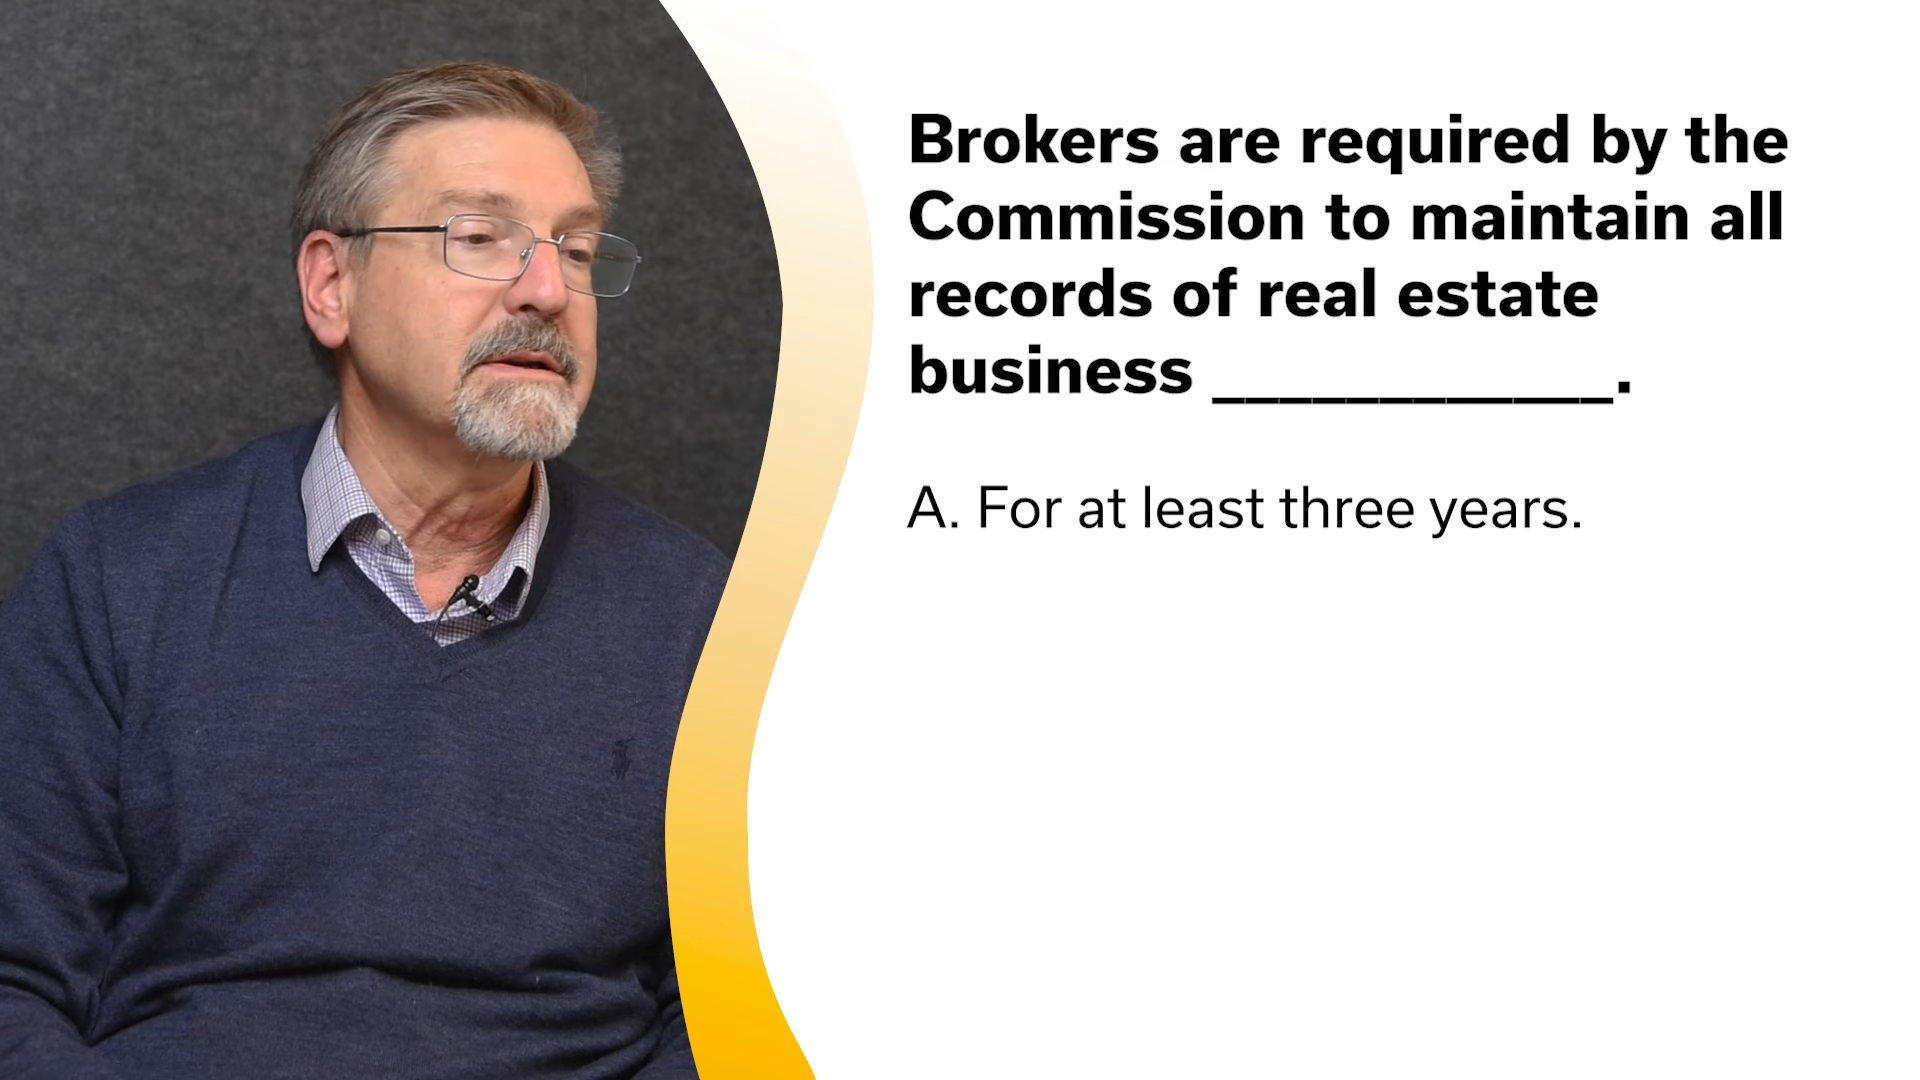 Brokers are required by the
Commission to maintain all
records of real estate
business ____________.
A. For at least three years.